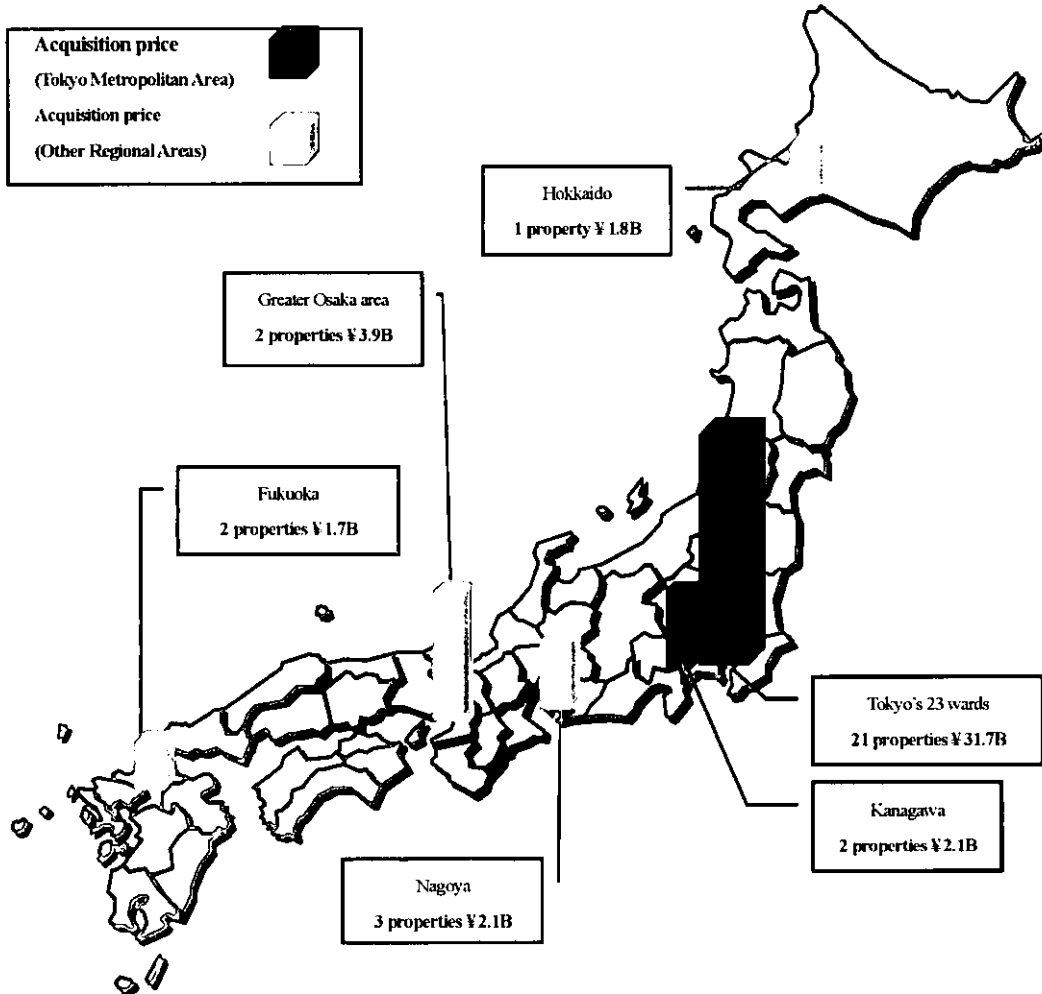 Acquisition price
(Tokyo Metropolitan Area)
Acquisition price
(Other Regional Areas)
Hokkaido
1 property ¥ 1.8B
Greater Osaka area
2 properties ¥ 3.9B
Fukuoka
2 properties ¥ 1.7B
Tokyo's 23 wards
21 properties ¥ 31.7B
Kanagawa
2 properties ¥ 2.1B
Nagoya
3 properties ¥ 2.1B